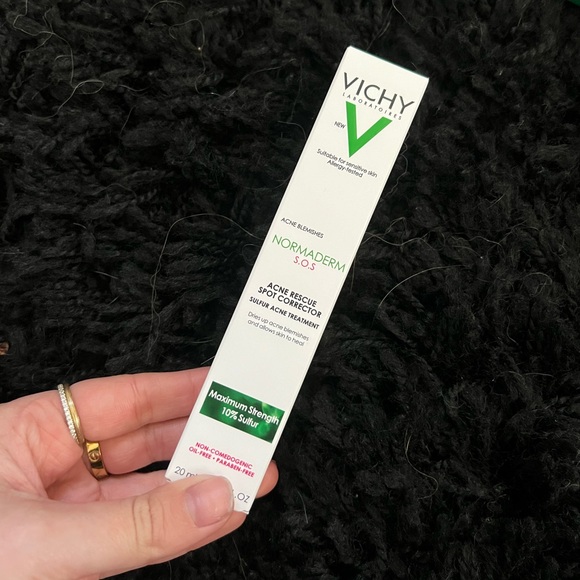 VICHY
LABORATOIRES
NEW
Suitable for sensitive skin
Allergy-tested
ACNE BLEMISHES
NORMADERM
S.O.S
ACNE RESCUE
SPOT CORRECTOR
SULFUR ACNE TREATMENT
Dries up acne blemishes
and allows skin to heal
Maximum Strength
10% Sulfur
NON-COMEDOGENIC
OIL-FREE • PARABEN-FREE
20 OZ